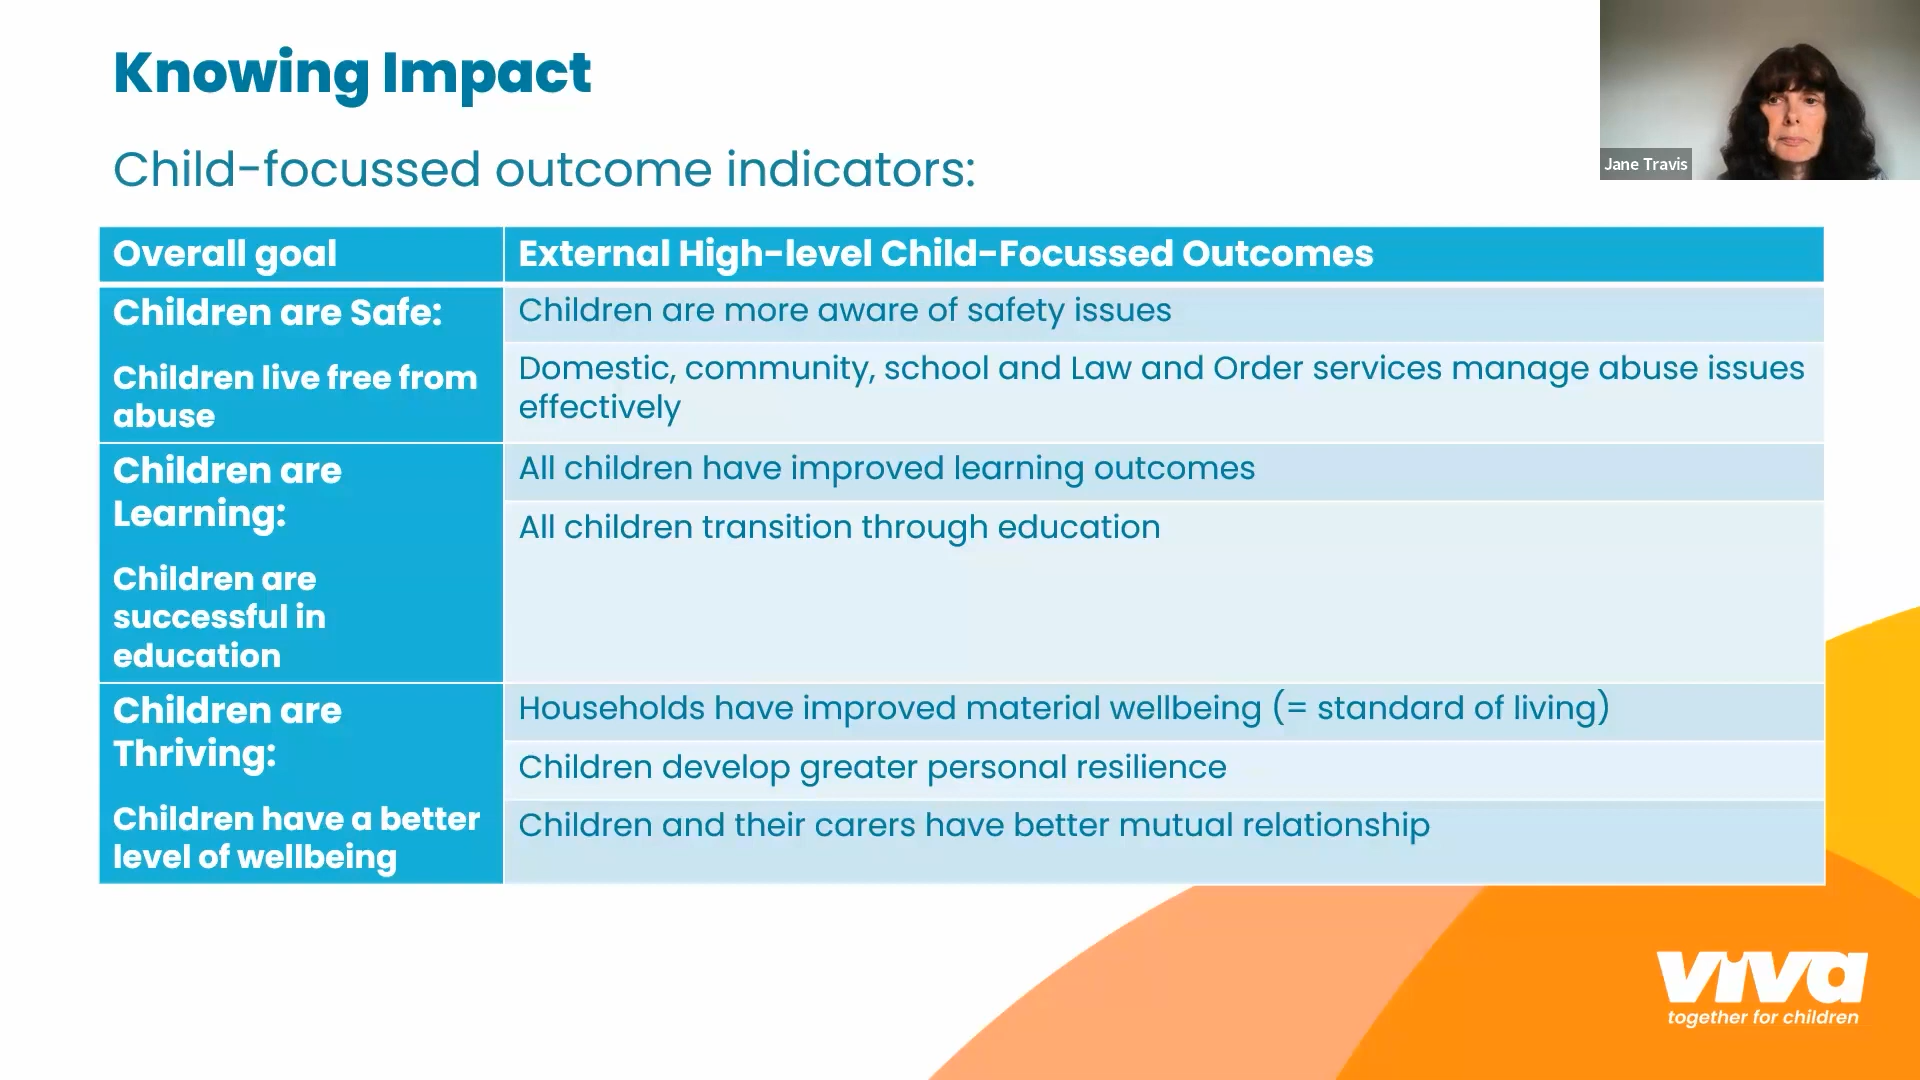 Knowing Impact
Jane Travis
Child-focussed outcome indicators:
Overall goal
External High-level Child-Focussed Outcomes
Children are Safe:
Children live free from
abuse
Children are more aware of safety issues
Domestic, community, school and Law and Order services manage abuse issues
effectively
Children are
Learning:
Children are
successful in
education
All children have improved learning outcomes
All children transition through education
Children are
Thriving:
Children have a better
level of wellbeing
Households have improved material wellbeing (= standard of living)
Children develop greater personal resilience
Children and their carers have better mutual relationship
viva
together for children